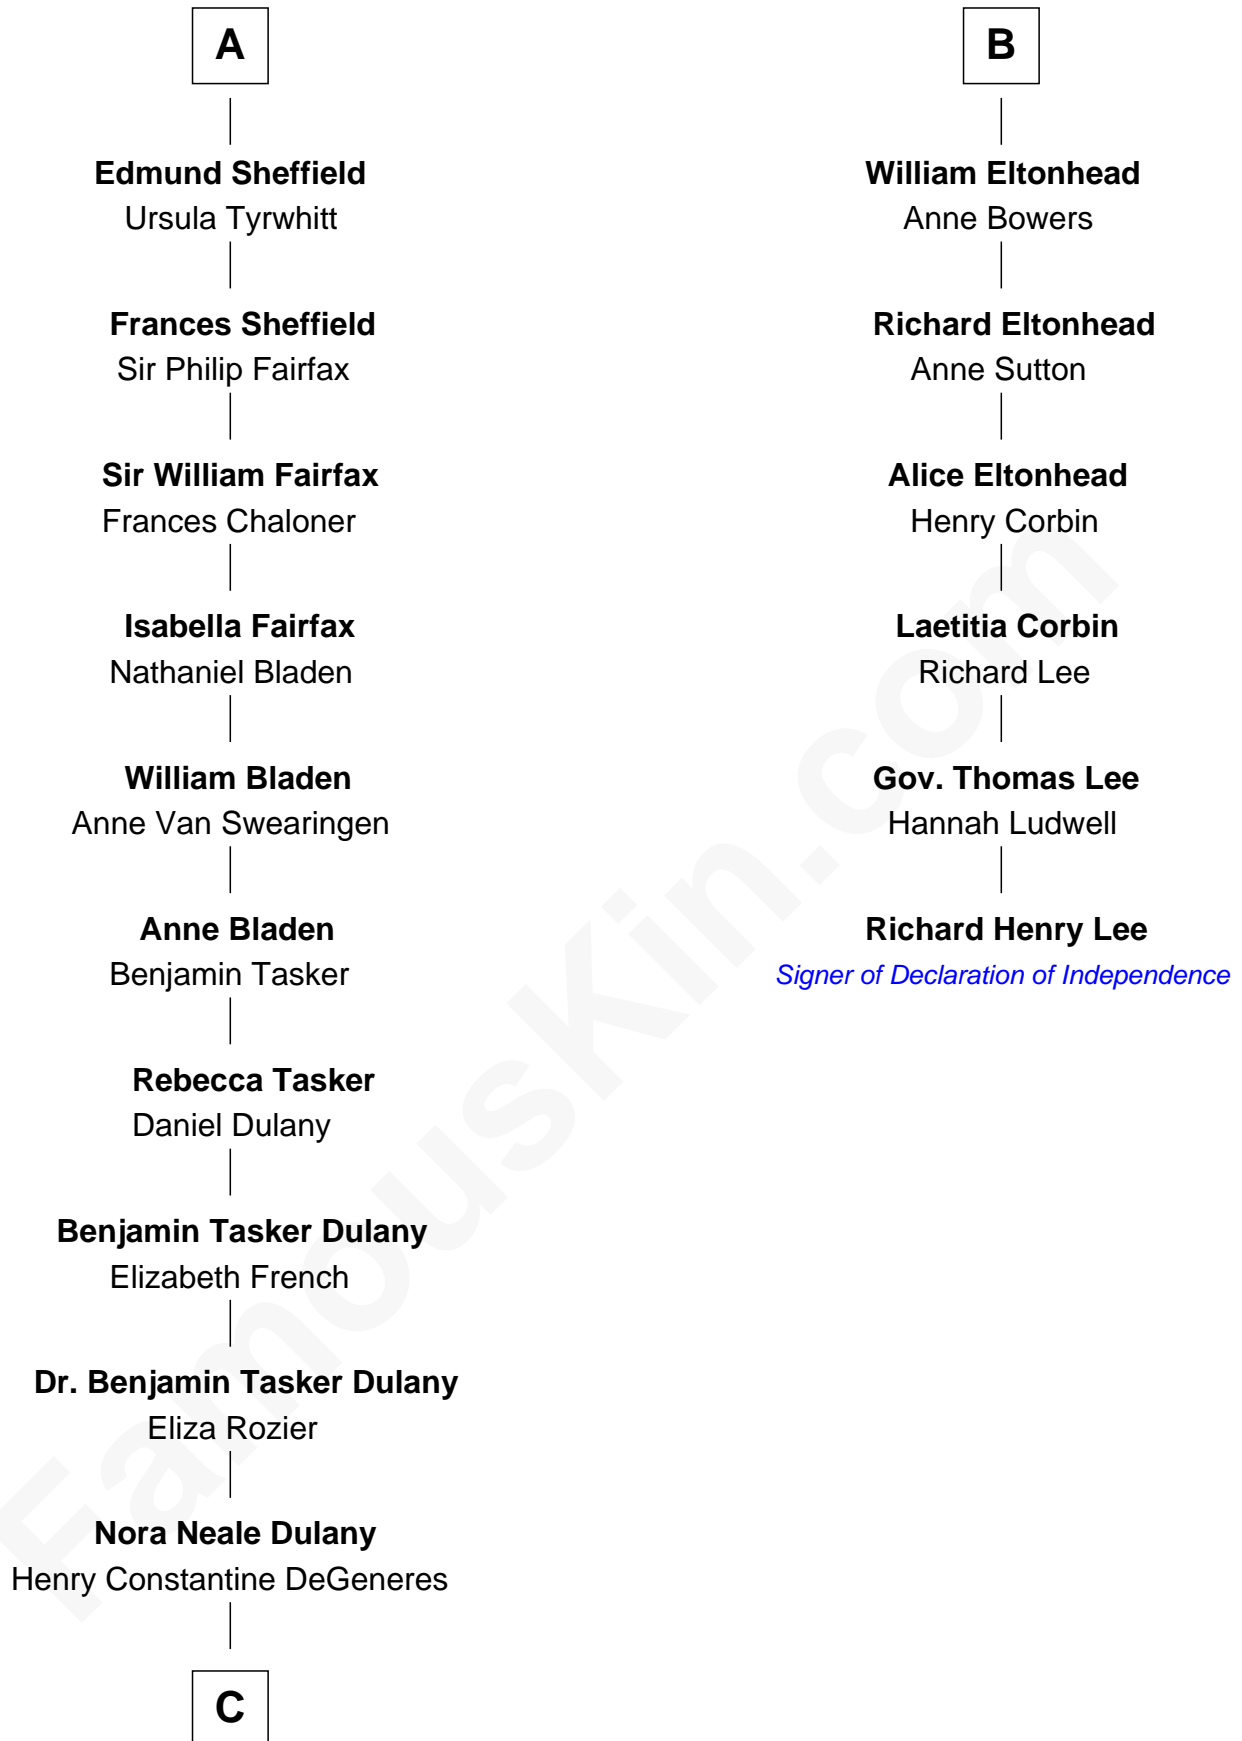 A
Edmund Sheffield
Ursula Tyrwhitt
Frances Sheffield
Sir Philip Fairfax
Sir William Fairfax
Frances Chaloner
Isabella Fairfax
Nathaniel Bladen
William Bladen
Anne Van Swearingen
Anne Bladen
Benjamin Tasker
Rebecca Tasker
Daniel Dulany
Benjamin Tasker Dulany
Elizabeth French
Dr. Benjamin Tasker Dulany
Eliza Rozier
Nora Neale Dulany
Henry Constantine DeGeneres
C
B
William Eltonhead
Anne Bowers
Richard Eltonhead
Anne Sutton
Alice Eltonhead
Henry Corbin
Laetitia Corbin
Richard Lee
Gov. Thomas Lee
Hannah Ludwell
Richard Henry Lee
Signer of Declaration of Independence
FamousKin.com